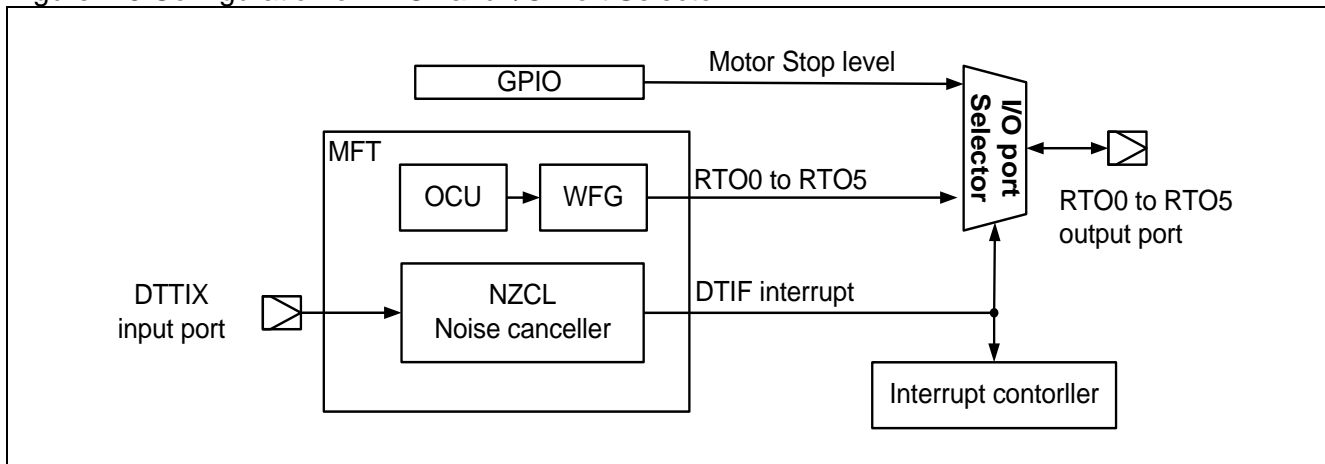 Motor Stop level
GPIO
I/O port
Selector
MFT
OCU
WFG
RTO0 to RTO5
RTO0 to RTO5
output port
DTTIX
input port
NZCL
Noise canceller
DTIF interrupt
Interrupt contorller